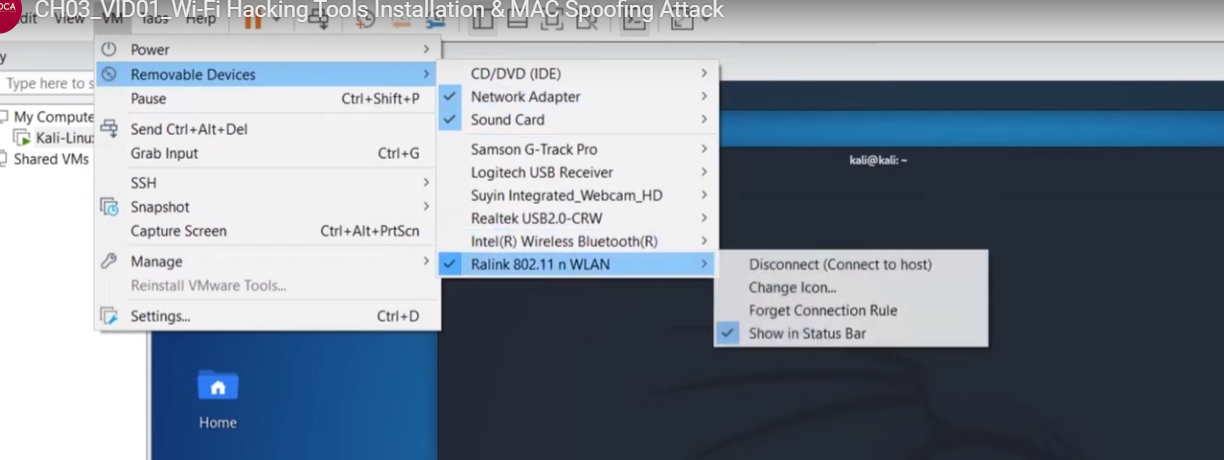 CH03_VID01_Wi-Fi Hacking Tools Installation & MAC Spoofing Attack
View VM Tabs Help
Type here to s
My Compute
Kali-Linux
Shared VMs
Power
Removable Devices
Pause Ctrl+Shift+P
Send Ctrl+Alt+Del
Grab Input Ctrl+G
SSH
Snapshot
Capture Screen Ctrl+Alt+PrtScn
Manage
Reinstall VMware Tools...
Settings... Ctrl+D
CD/DVD (IDE)
Network Adapter
Sound Card
Samson G-Track Pro
Logitech USB Receiver
Suyin Integrated_Webcam_HD
Realtek USB2.0-CRW
Intel(R) Wireless Bluetooth(R)
Ralink 802.11 n WLAN
Disconnect (Connect to host)
Change Icon...
Forget Connection Rule
Show in Status Bar
kali@kali: ~
Home